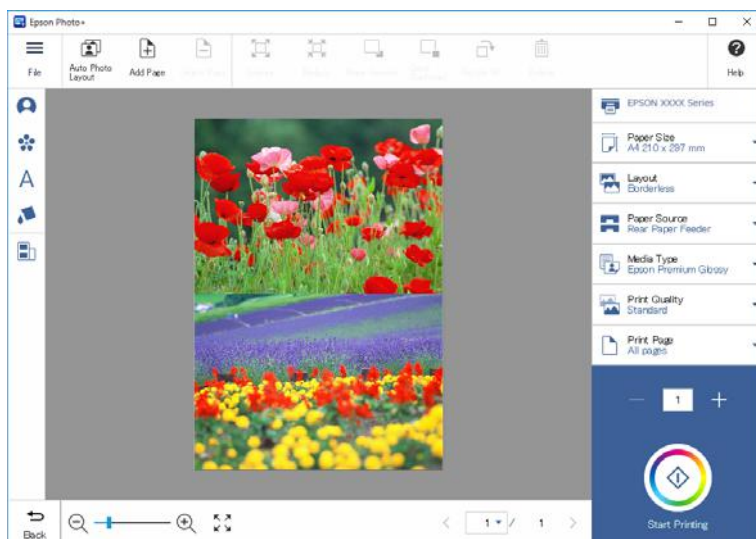 Epson Photo+
File
Auto Photo
Layout
Add Page
Help
EPSON XXXX Series
Paper Size
A4 210 x 297 mm
Layout
Borderless
Paper Source
Rear Paper Feeder
Media Type
Epson Premium Glossy
Print Quality
Standard
Print Page
All pages
A
1
Start Printing
Back
1 / 1